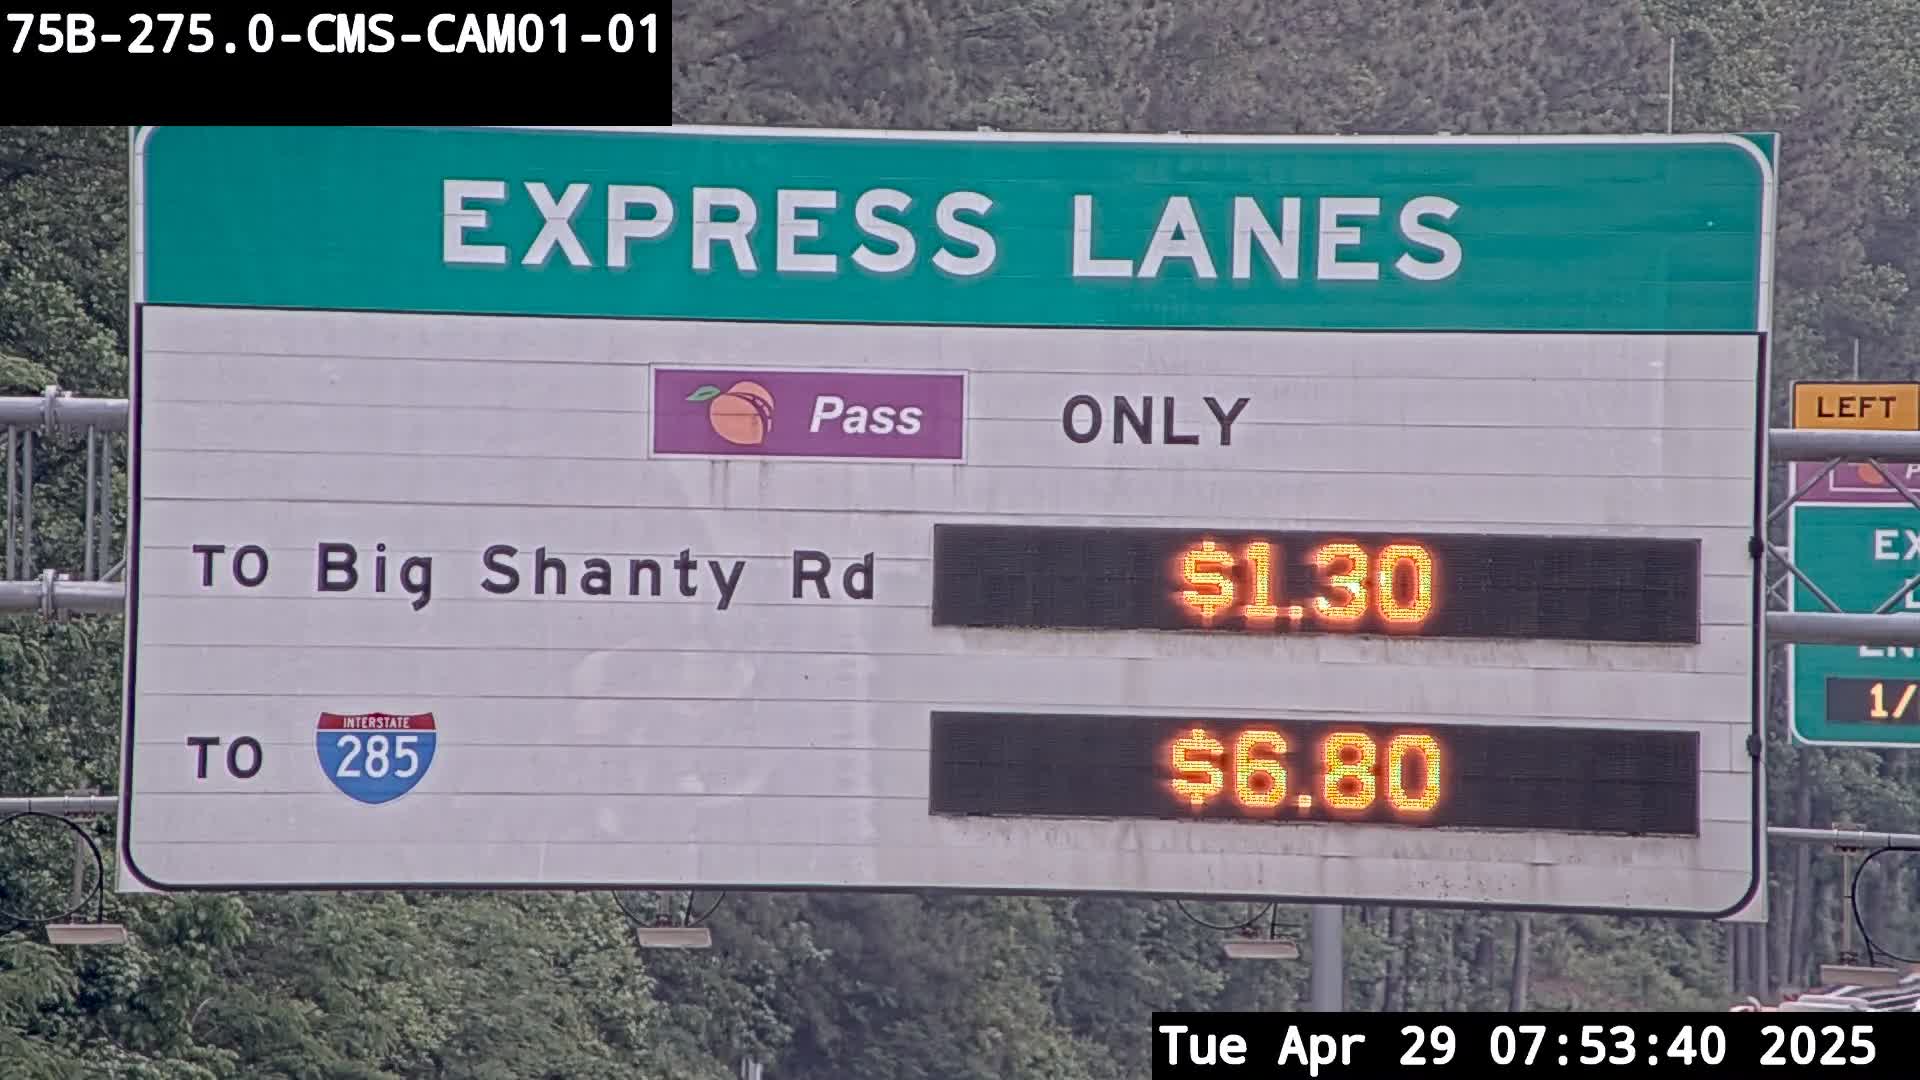 75B-275.0-CMS-CAM01-01
EXPRESS LANES
Pass ONLY
TO Big Shanty Rd $1.30
TO INTERSTATE 285 $6.80
LEFT
1/
Tue Apr 29 07:53:40 2025